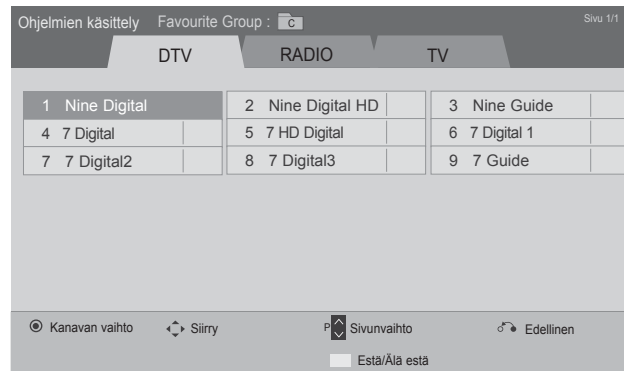 Ohjelmien käsittely Favourite Group : C Sivu 1/1
DTV RADIO TV
1 Nine Digital 2 Nine Digital HD 3 Nine Guide
4 7 Digital 5 7 HD Digital 6 7 Digital 1
7 7 Digital2 8 7 Digital3 9 7 Guide
Kanavan vaihto Siirry P Sivunvaihto Edellinen
Estä/Älä estä